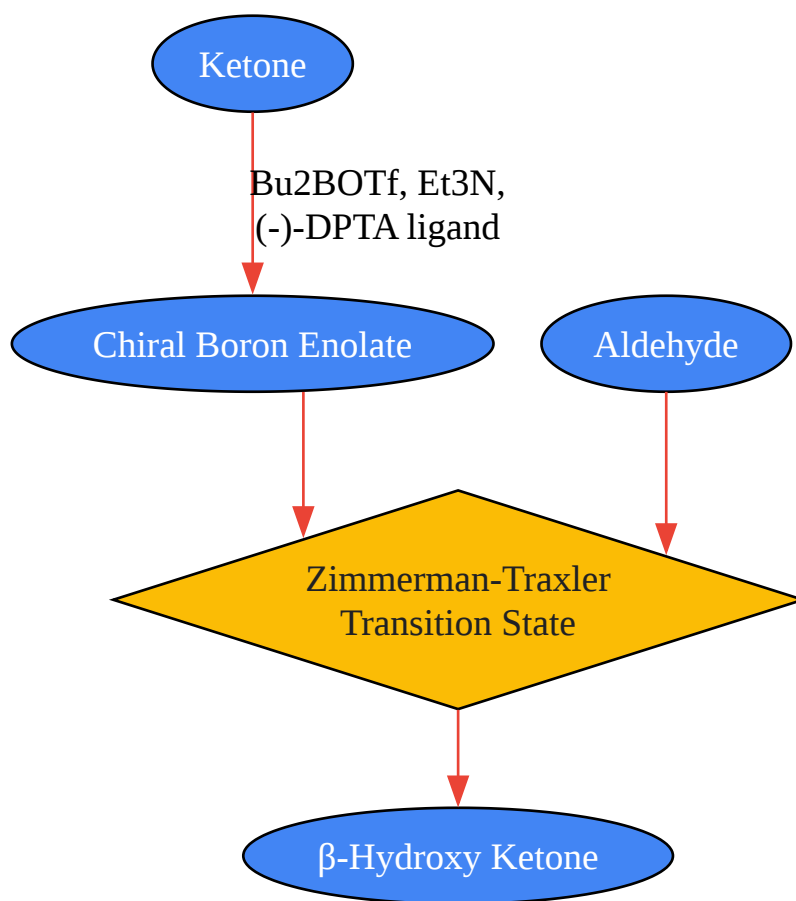 Ketone
Bu2BOTf, Et3N,
(-)-DPTA ligand
Chiral Boron Enolate
Aldehyde
Zimmerman-Traxler
Transition State
β-Hydroxy Ketone